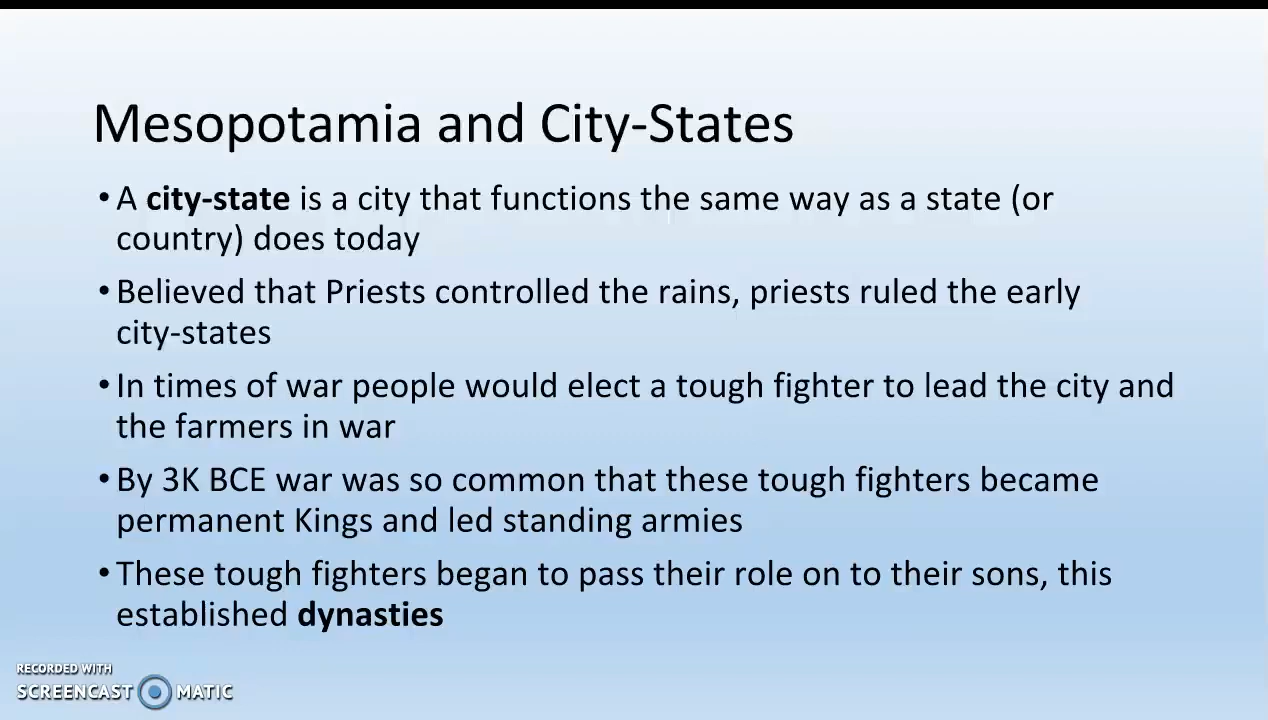 Mesopotamia and City-States
• A city-state is a city that functions the same way as a state (or
country) does today
• Believed that Priests controlled the rains, priests ruled the early
city-states
• In times of war people would elect a tough fighter to lead the city and
the farmers in war
• By 3K BCE war was so common that these tough fighters became
permanent Kings and led standing armies
• These tough fighters began to pass their role on to their sons, this
established dynasties
RECORDED WITH
SCREENCAST MATIC